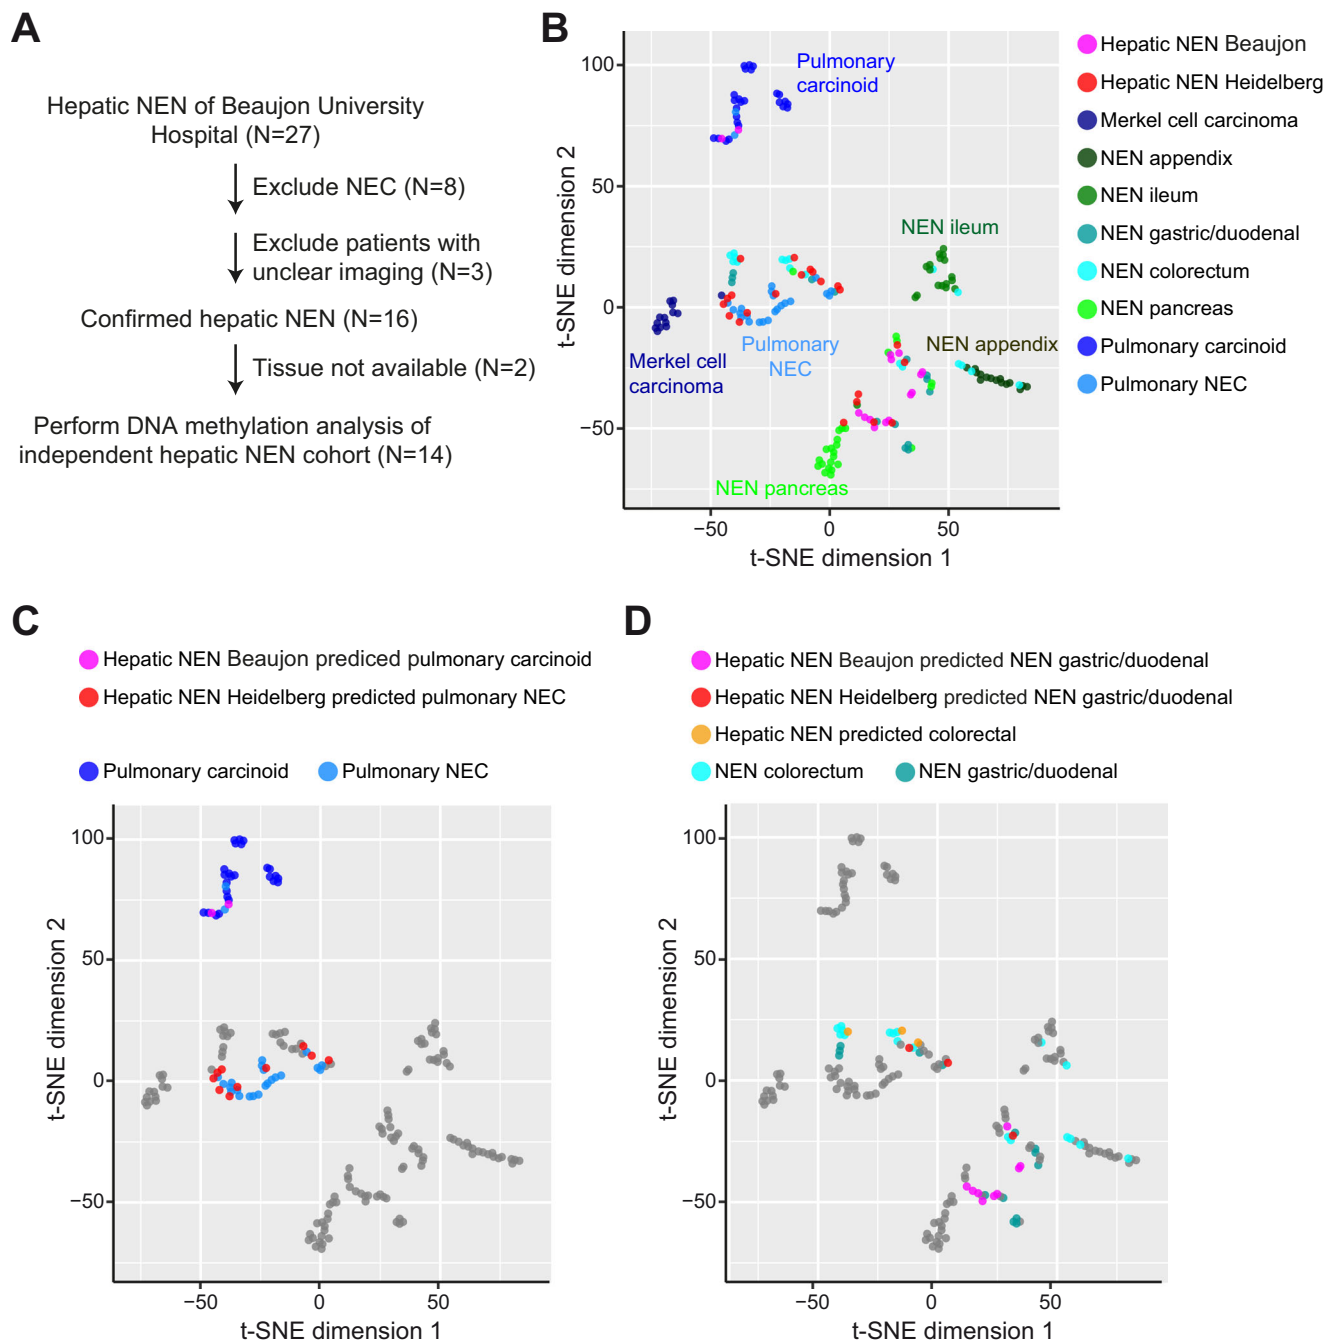 A
Hepatic NEN of Beaujon University
Hospital (N=27)
Exclude NEC (N=8)
Exclude patients with
unclear imaging (N=3)
Confirmed hepatic NEN (N=16)
Tissue not available (N=2)
Perform DNA methylation analysis of
independent hepatic NEN cohort (N=14)
B
t-SNE dimension 2
100
50
0
−50
−50
0
50
t-SNE dimension 1
Pulmonary
carcinoid
NEN ileum
Pulmonary
NEC
NEN appendix
Merkel cell
carcinoma
NEN pancreas
Hepatic NEN Beaujon
Hepatic NEN Heidelberg
Merkel cell carcinoma
NEN appendix
NEN ileum
NEN gastric/duodenal
NEN colorectum
NEN pancreas
Pulmonary carcinoid
Pulmonary NEC
C
Hepatic NEN Beaujon prediced pulmonary carcinoid
Hepatic NEN Heidelberg predicted pulmonary NEC
Pulmonary carcinoid
Pulmonary NEC
t-SNE dimension 2
100
50
0
−50
−50
0
50
t-SNE dimension 1
D
Hepatic NEN Beaujon predicted NEN gastric/duodenal
Hepatic NEN Heidelberg predicted NEN gastric/duodenal
Hepatic NEN predicted colorectal
NEN colorectum
NEN gastric/duodenal
t-SNE dimension 2
100
50
0
−50
−50
0
50
t-SNE dimension 1